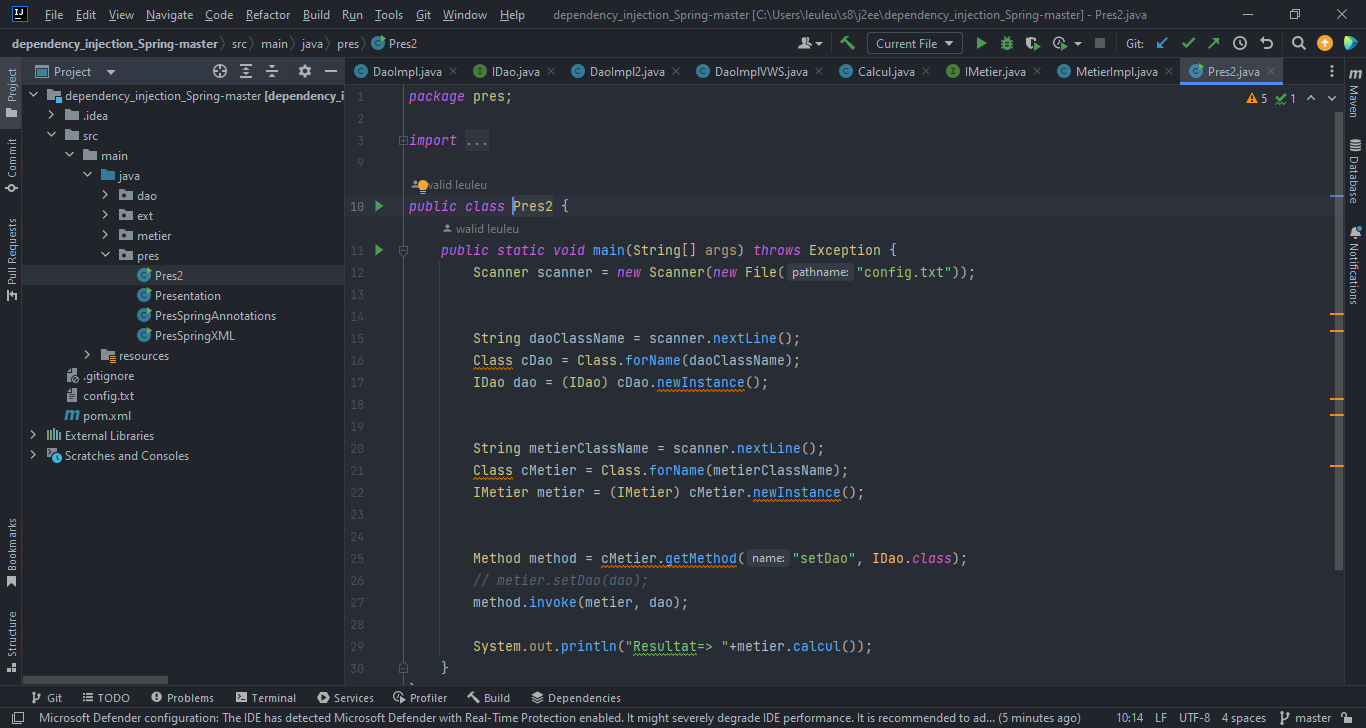 File Edit View Navigate Code Refactor Build Run Tools Git Window Help dependency_injection_Spring-master [C:\Users\leuleu\s8\j2ee\dependency_injection_Spring-master] - Pres2.java
dependency_injection_Spring-master src main java pres Pres2 Current File Git:
Project
DaoImpl.java IDao.java DaoImpl2.java DaoImplVWS.java Calcul.java IMetier.java MetierImpl.java Pres2.java
Project
Commit
Pull Requests
Bookmarks
Structure
dependency_injection_Spring-master [dependency_i
.idea
src
main
java
dao
ext
metier
pres
Pres2
Presentation
PresSpringAnnotations
PresSpringXML
resources
.gitignore
config.txt
pom.xml
External Libraries
Scratches and Consoles
5 1
1 package pres;
2
3 import ...
9
valid leuleu
10 public class Pres2 {
valid leuleu
11 public static void main(String[] args) throws Exception {
12 Scanner scanner = new Scanner(new File( pathname: "config.txt"));
13
14
15 String daoClassName = scanner.nextLine();
16 Class cDao = Class.forName(daoClassName);
17 IDao dao = (IDao) cDao.newInstance();
18
19
20 String metierClassName = scanner.nextLine();
21 Class cMetier = Class.forName(metierClassName);
22 IMetier metier = (IMetier) cMetier.newInstance();
23
24
25 Method method = cMetier.getMethod( name: "setDao", IDao.class);
26 // metier.setDao(dao);
27 method.invoke(metier, dao);
28
29 System.out.println("Resultat=> "+metier.calcul());
30 }
Maven
Database
Notifications
Git TODO Problems Terminal Services Profiler Build Dependencies
Microsoft Defender configuration: The IDE has detected Microsoft Defender with Real-Time Protection enabled. It might severely degrade IDE performance. It is recommended to ad... (5 minutes ago) 10:14 LF UTF-8 4 spaces master